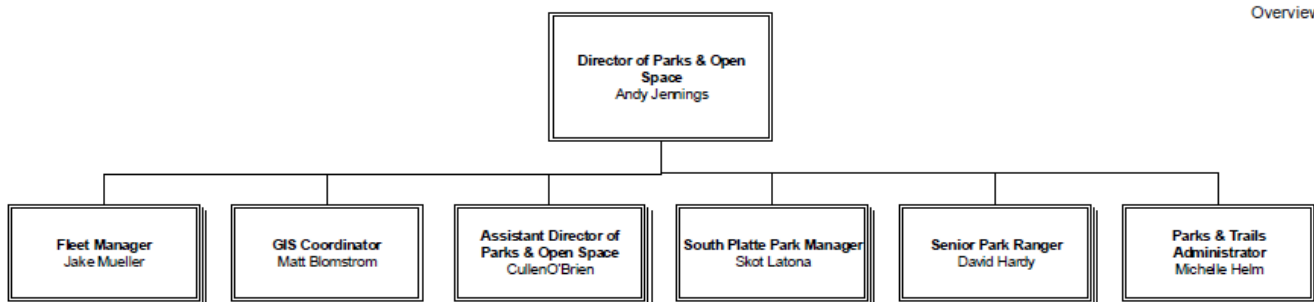 Overview
Director of Parks & Open
Space
Andy Jennings
Fleet Manager
Jake Mueller
GIS Coordinator
Matt Blomstrom
Assistant Director of
Parks & Open Space
CullenO'Brien
South Platte Park Manager
Skot Latona
Senior Park Ranger
David Hardy
Parks & Trails
Administrator
Michelle Helm